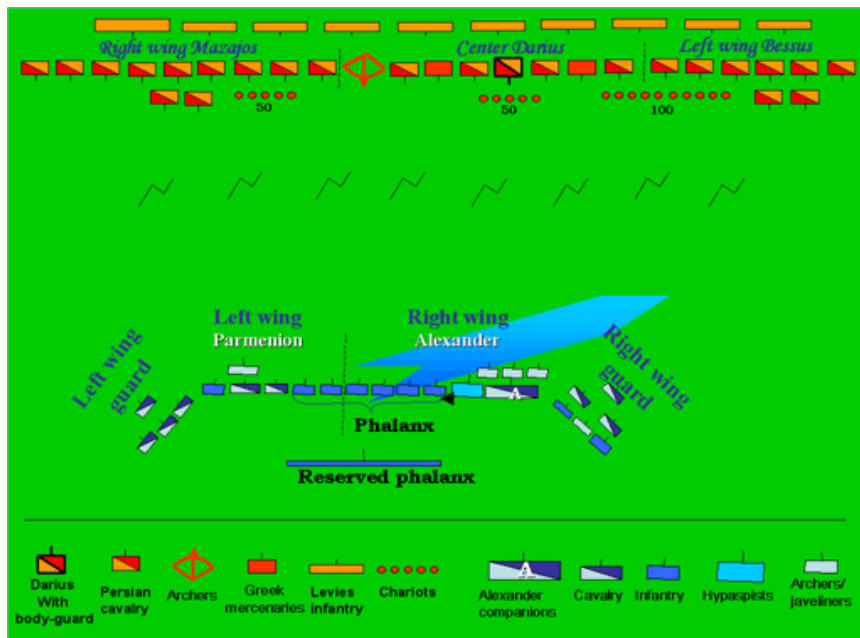 Right wing Mazajos
Center Darius
Left wing Bessus
50
50
100
Left wing
Parmenion
Right wing
Alexander
Left wing
guard
Right wing
guard
A
Phalanx
Reserved phalanx
Darius
With
body-guard
Persian
cavalry
Archers
Greek
mercenaries
Levies
infantry
Chariots
A
Alexander
companions
Cavalry
Infantry
Hypaspists
Archers/
javeliners